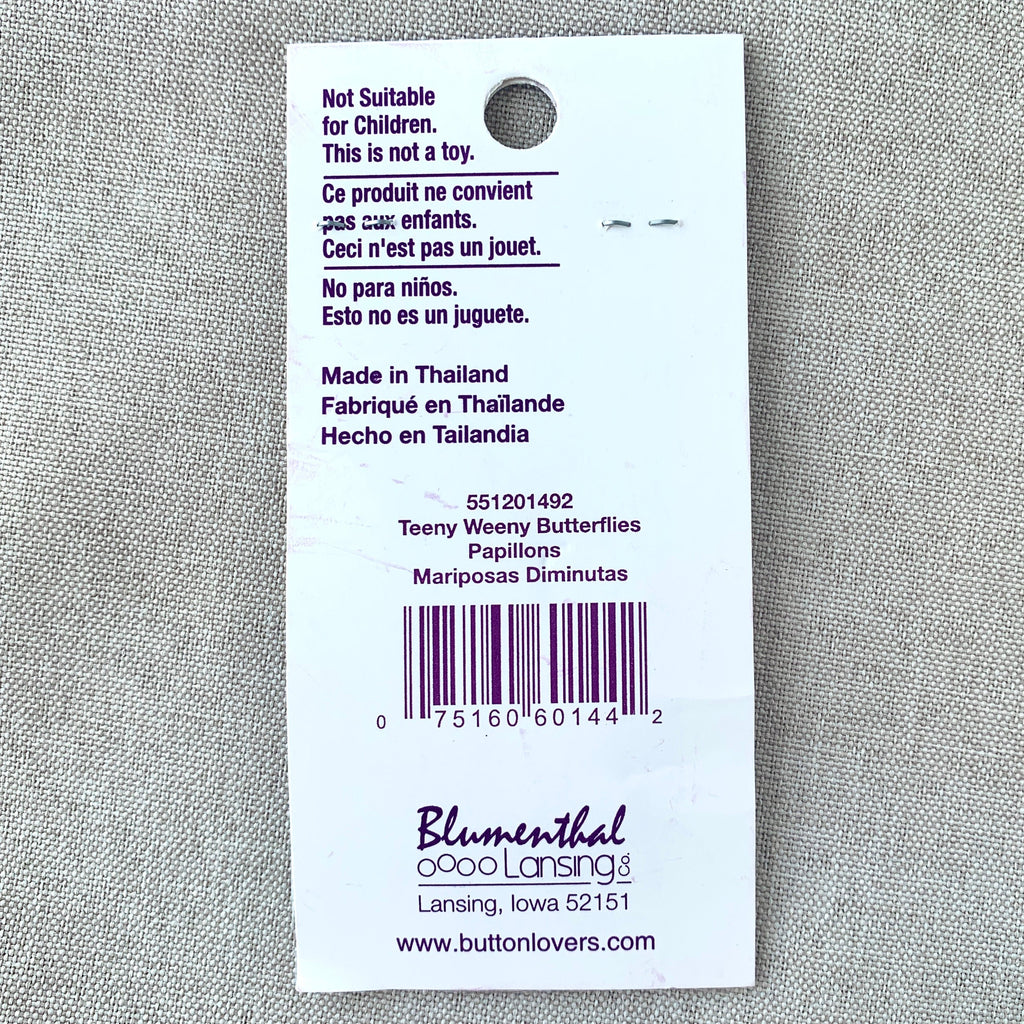 Not Suitable
for Children.
This is not a toy.
Ce produit ne convient
pas aux enfants.
Ceci n'est pas un jouet.
No para niños.
Esto no es un juguete.
Made in Thailand
Fabriqué en Thaïlande
Hecho en Tailandia
551201492
Teeny Weeny Butterflies
Papillons
Mariposas Diminutas
0 75160 60144 2
Blumenthal
Lansing Co.
Lansing, Iowa 52151
www.buttonlovers.com